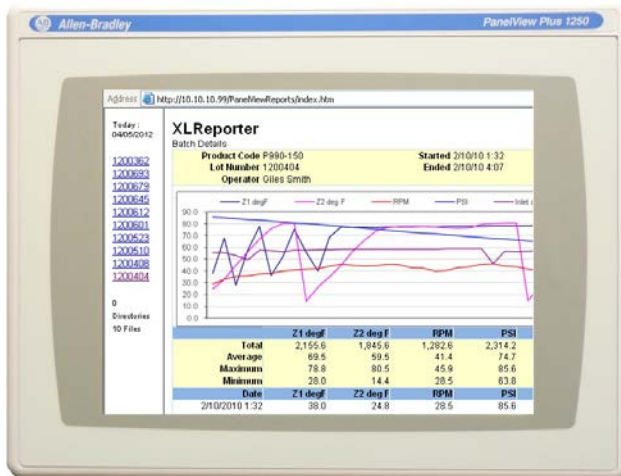 AB Allen-Bradley
PanelView Plus 1250
Address http://10.10.10.99/PanelViewReports/index.htm
Today :
04/05/2012
1200362
1200693
1200679
1200645
1200612
1200601
1200523
1200510
1200408
1200404
0
Directories
10 Files
XLReporter
Batch Details
Product Code P990-150 Started 2/10/10 1:32
Lot Number 1200404 Ended 2/10/10 4:07
Operator Giles Smith
Z1 degF Z2 deg F RPM PSI Inlet
90.0
80.0
70.0
60.0
50.0
40.0
30.0
20.0
10.0
0.0
Z1 degF Z2 deg F RPM PSI
Total 2,155.6 1,845.6 1,282.6 2,314.2
Average 69.5 59.5 41.4 74.7
Maximum 78.8 80.5 45.9 85.6
Minimum 28.0 14.4 28.5 63.8
Date Z1 degF Z2 deg F RPM PSI
2/10/2010 1:32 38.0 24.8 28.5 85.6